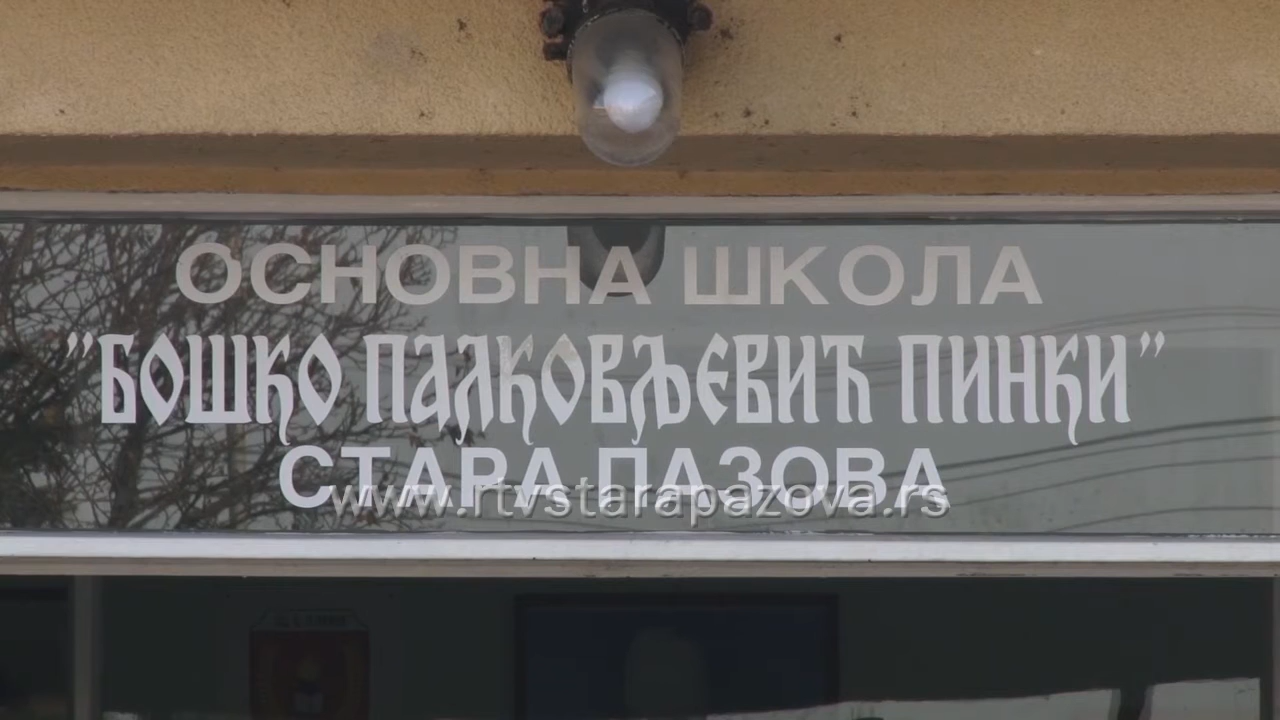 ОСНОВНА ШКОЛА
"БОШКО ПАЛКОВЉЕВИЋ ПИНКИ"
СТАРА ПАЗОВА
www.rtvstarapazova.rs